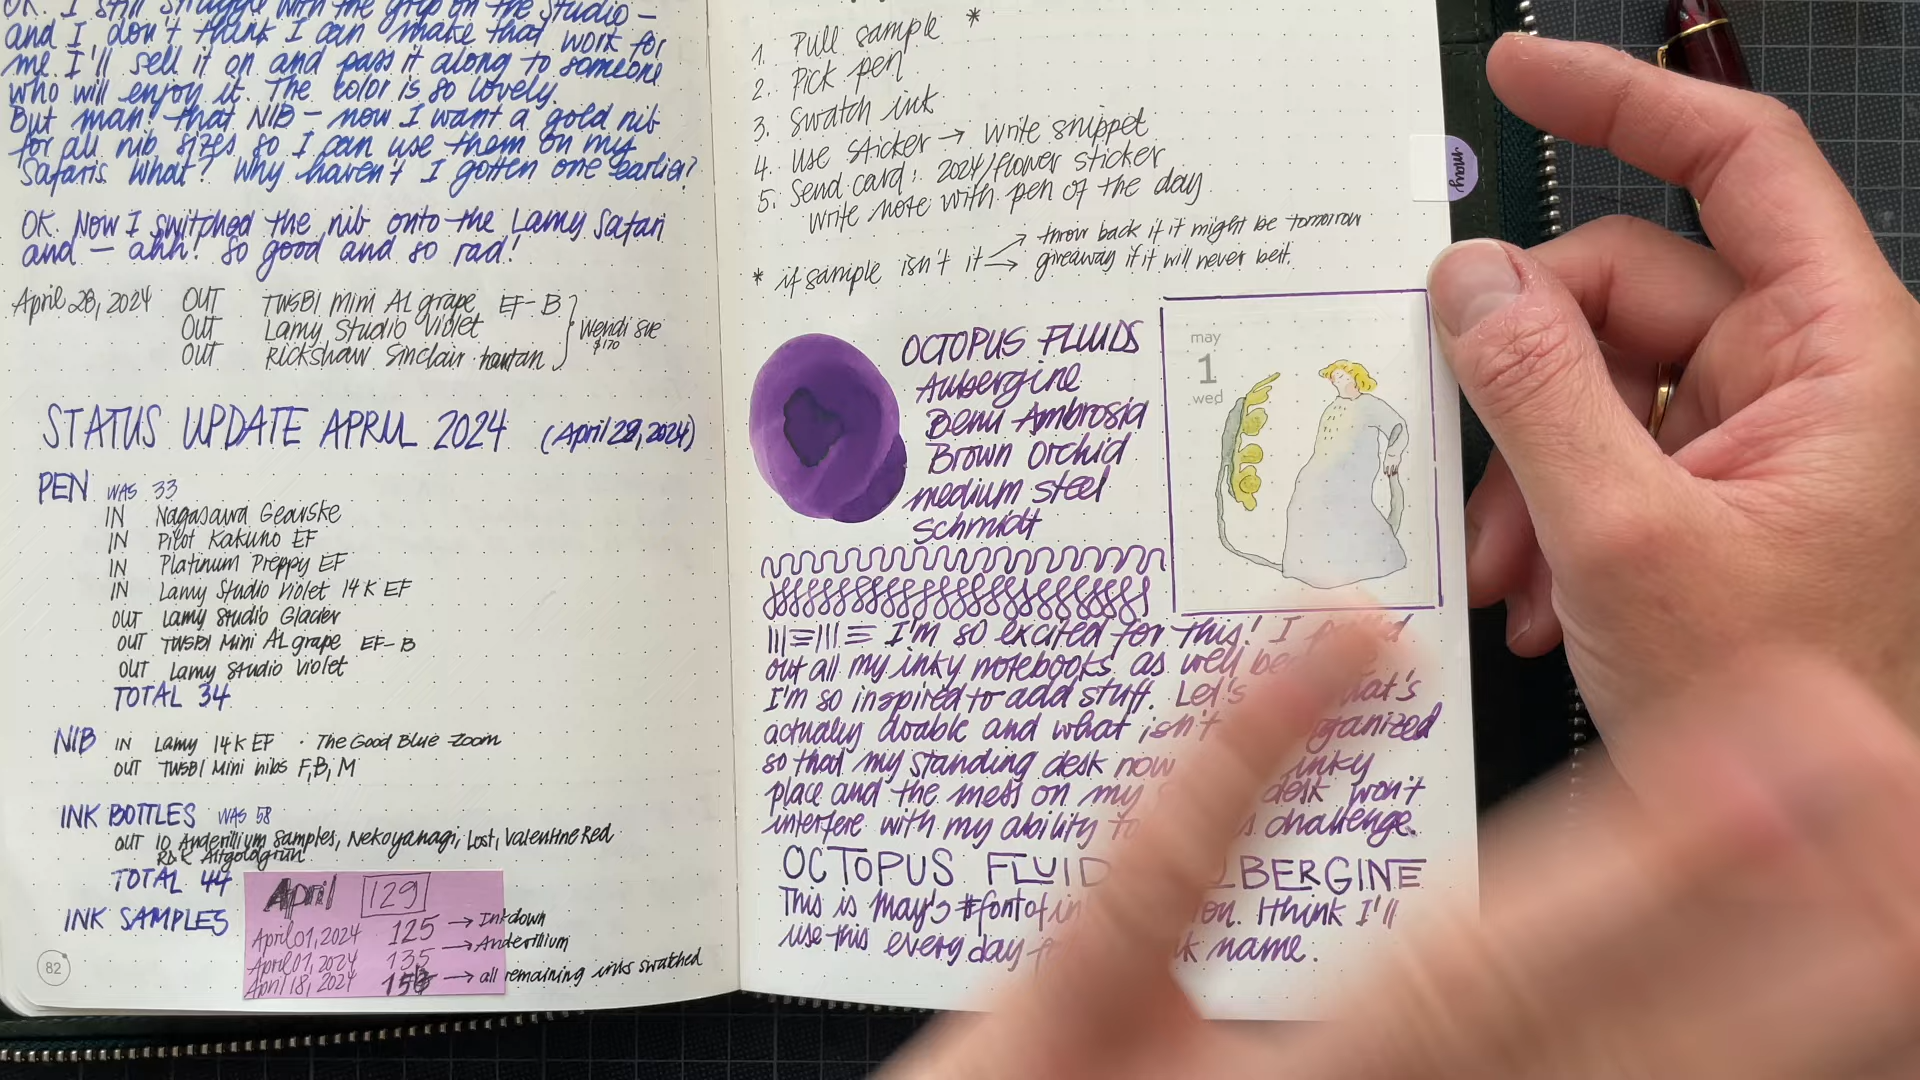 OK. I still struggle with the grip on the Studio –
and I don't think I can make that work for
me. I'll sell it on and pass it along to someone
who will enjoy it. The color is so lovely.
But man! that NIB – now I want a gold nib
for all nib sizes so I can use them on my
Safaris. What? Why haven't I gotten one earlier?
OK. Now I switched the nib onto the Lamy Safari
and – ahh! so good and so rad!
April 28, 2024 OUT TWSBI mini AL grape EF-B
OUT Lamy Studio Violet
OUT Rickshaw Sinclair
Wendi Sue
$170
STATUS UPDATE APRIL 2024 (April 28, 2024)
PEN WAS 33
IN Nagasawa
IN Pilot Kakuno EF
IN Platinum Preppy EF
IN Lamy Studio Violet 14K EF
OUT Lamy Studio Glacier
OUT TWSBI Mini AL grape EF-B
OUT Lamy Studio Violet
TOTAL 34
NIB IN Lamy 14K EF · The Good Blue Zoom
OUT TWSBI Mini nibs F, B, M
INK BOTTLES WAS 58
OUT 10 Anderillium Samples, Nekoyanagi, Lost, Valentine Red
R&K Altgoldgrün
TOTAL 44
INK SAMPLES
April 129
April 01, 2024 125 → Inkdown
April 01, 2024 135 → Anderillium
April 18, 2024 → all remaining inks swatched
82
1. Pull sample *
2. Pick pen
3. Swatch ink
4. Use sticker → write snippet
5. Send card: 2024/flower sticker
write note with pen of the day
* if sample isn't it → throw back if it might be tomorrow
→ giveaway if it will never be it.
may
OCTOPUS FLUIDS
Aubergine
Benu Ambrosia
Brown Orchid
medium steel
Schmidt
may
1
wed
I'm so excited for this! I
out all my inky notebooks as well
I'm so inspired to add stuff. Let's
actually doable and what isn't
so that my standing desk now inky
place and the mess on my desk won't
interfere with my ability challenge.
OCTOPUS
This is May's I think I'll
use this every day name.